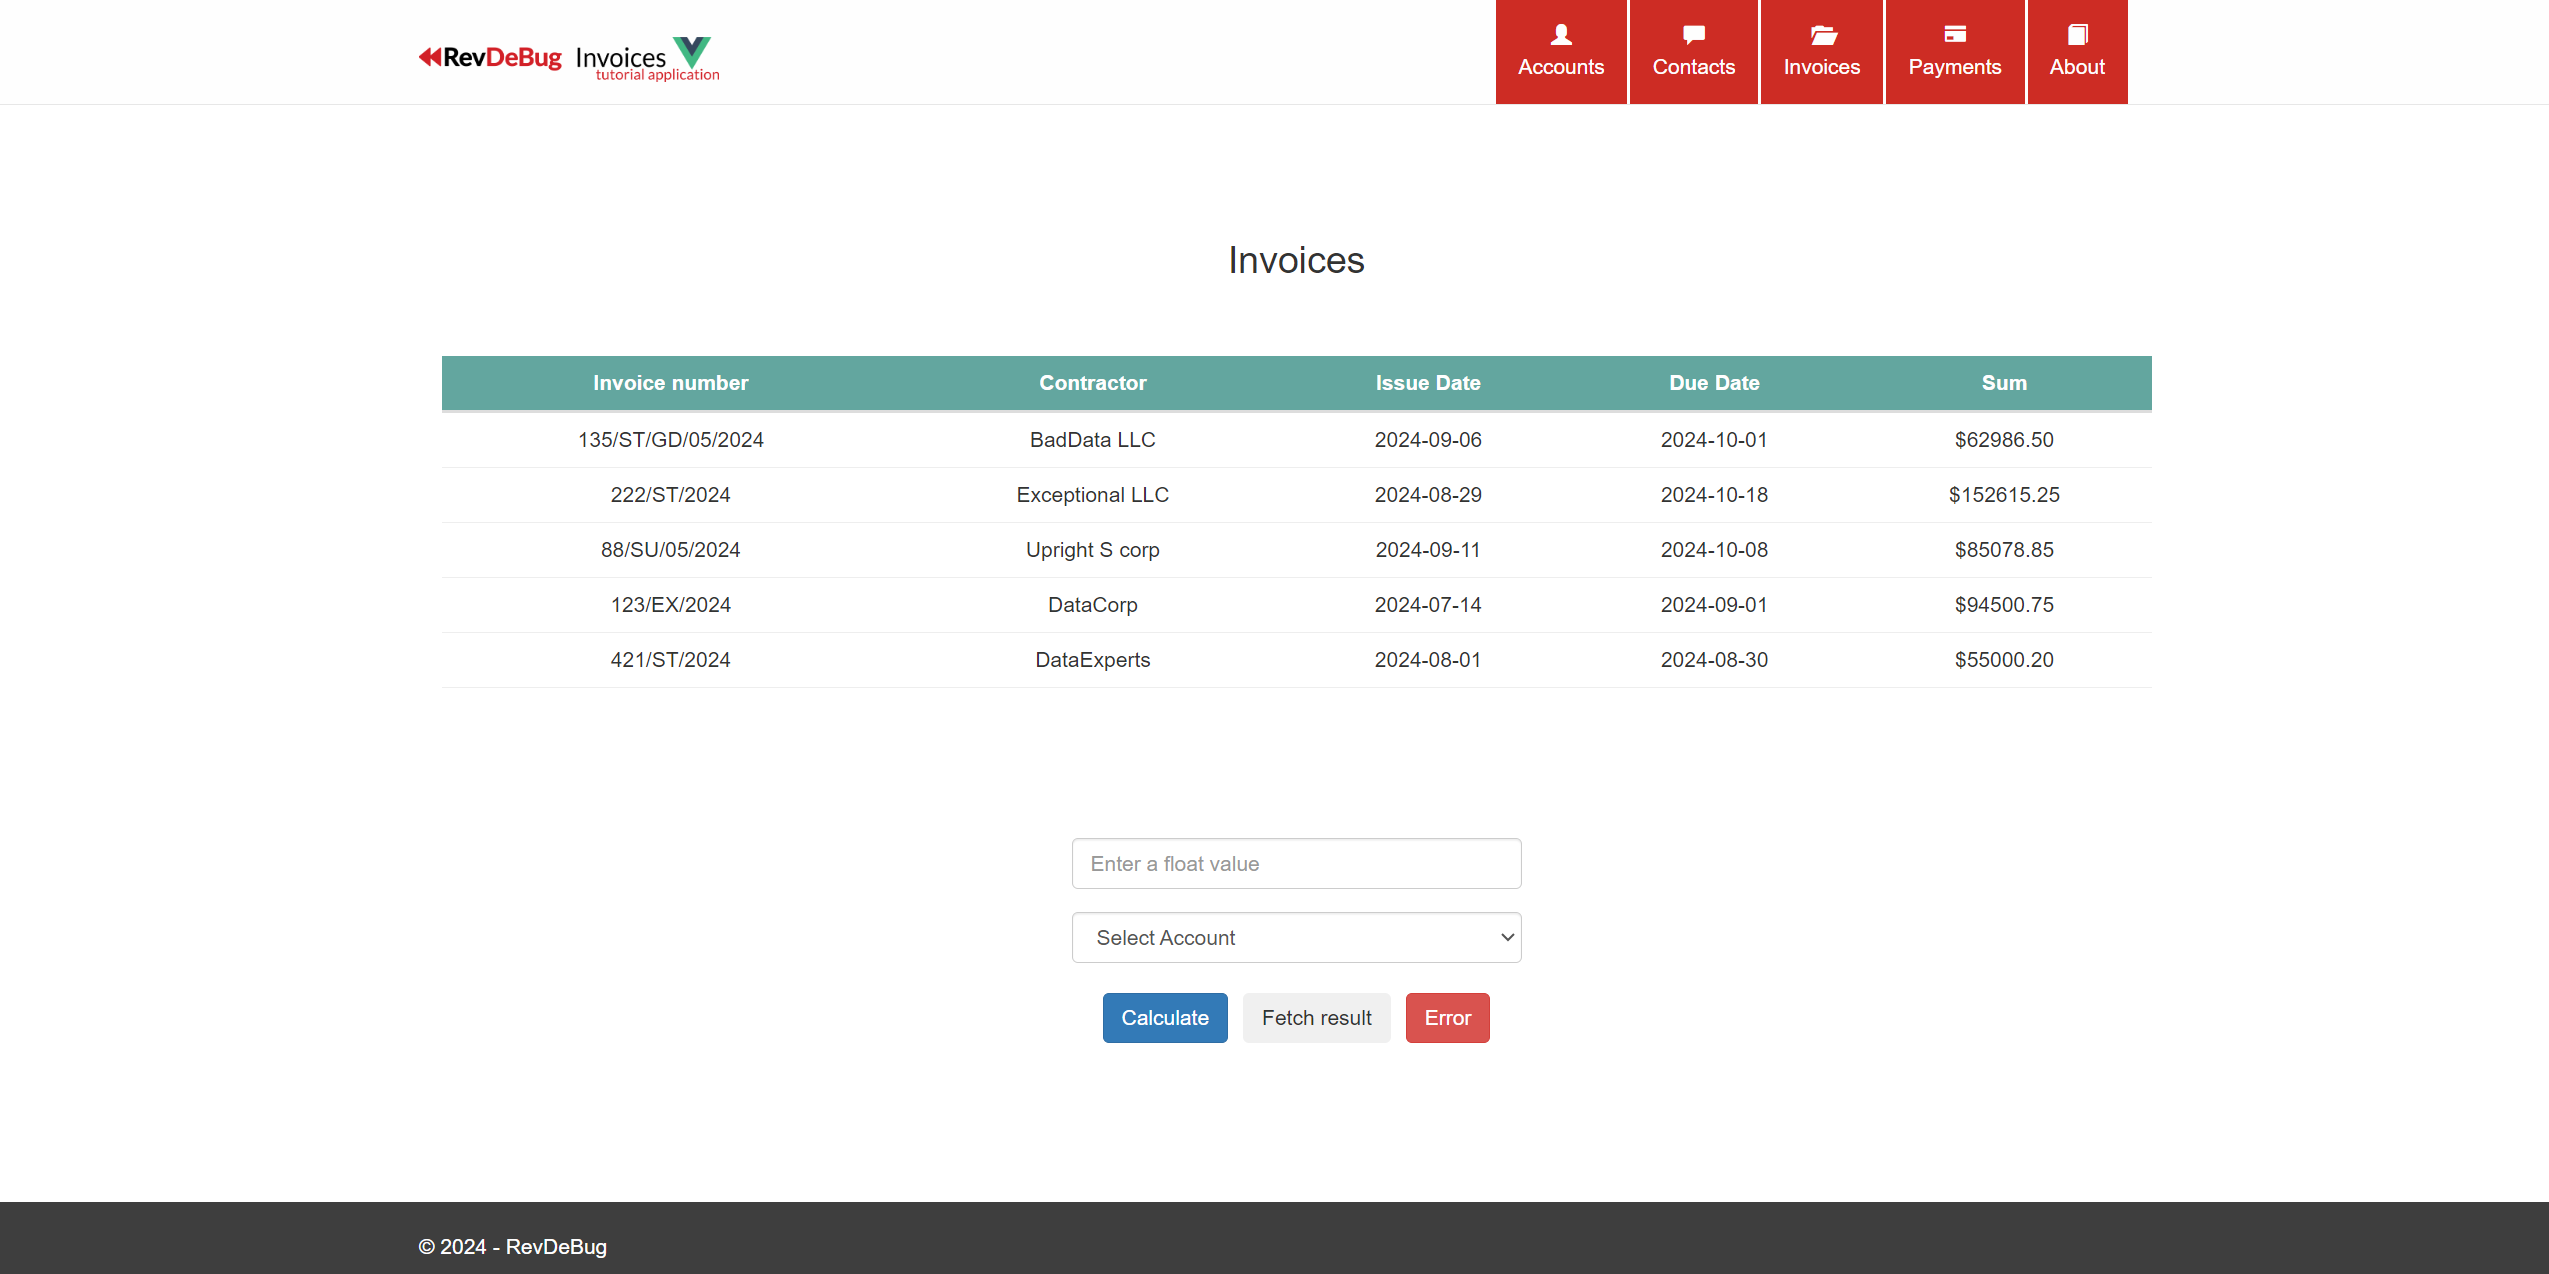 RevDeBug Invoices
tutorial application
Accounts Contacts Invoices Payments About
Invoices
Invoice number Contractor Issue Date Due Date Sum
135/ST/GD/05/2024 BadData LLC 2024-09-06 2024-10-01 $62986.50
222/ST/2024 Exceptional LLC 2024-08-29 2024-10-18 $152615.25
88/SU/05/2024 Upright S corp 2024-09-11 2024-10-08 $85078.85
123/EX/2024 DataCorp 2024-07-14 2024-09-01 $94500.75
421/ST/2024 DataExperts 2024-08-01 2024-08-30 $55000.20
Enter a float value
Select Account
Calculate Fetch result Error
© 2024 - RevDeBug